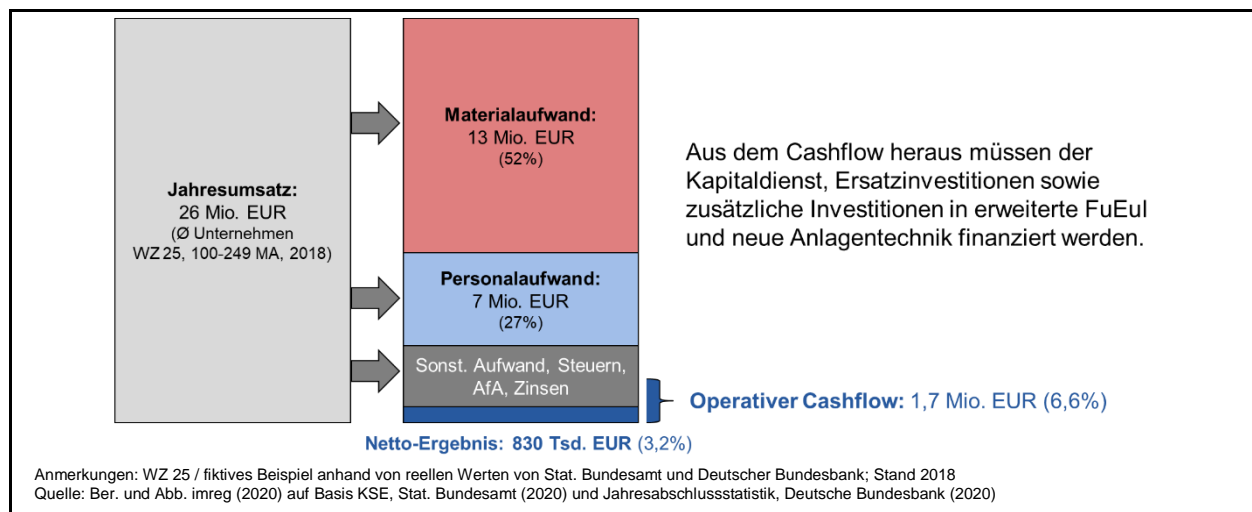 Jahresumsatz:
26 Mio. EUR
(Ø Unternehmen
WZ 25, 100-249 MA, 2018)
Materialaufwand:
13 Mio. EUR
(52%)
Personalaufwand:
7 Mio. EUR
(27%)
Sonst. Aufwand, Steuern,
AfA, Zinsen
Aus dem Cashflow heraus müssen der
Kapitaldienst, Ersatzinvestitionen sowie
zusätzliche Investitionen in erweiterte FuEuI
und neue Anlagentechnik finanziert werden.
Operativer Cashflow: 1,7 Mio. EUR (6,6%)
Netto-Ergebnis: 830 Tsd. EUR (3,2%)
Anmerkungen: WZ 25 / fiktives Beispiel anhand von reellen Werten von Stat. Bundesamt und Deutscher Bundesbank; Stand 2018
Quelle: Ber. und Abb. imreg (2020) auf Basis KSE, Stat. Bundesamt (2020) und Jahresabschlussstatistik, Deutsche Bundesbank (2020)